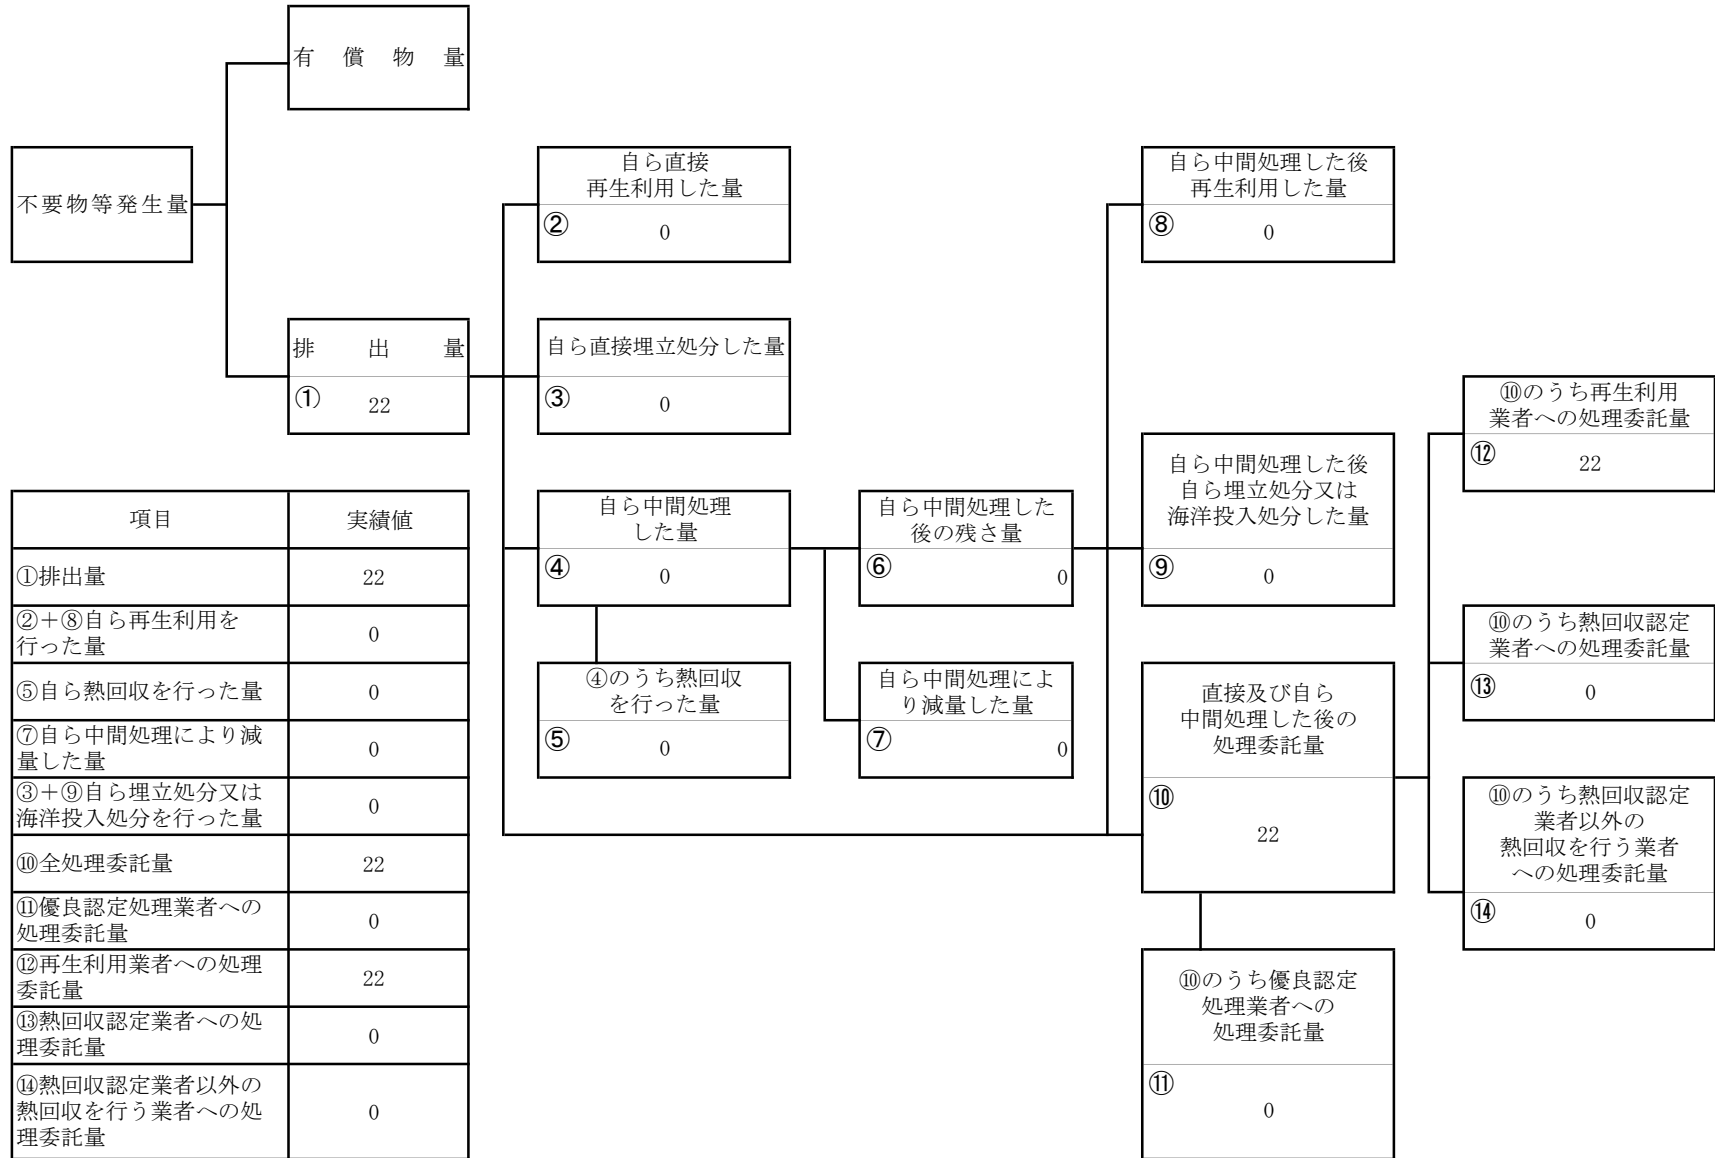 有償物量
不要物等発生量
排出量
①
22
自ら直接
再生利用した量
②
0
自ら直接埋立処分した量
③
0
自ら中間処理
した量
④
0
④のうち熱回収
を行った量
⑤
0
自ら中間処理した
後の残さ量
⑥
0
自ら中間処理によ
り減量した量
⑦
0
自ら中間処理した後
再生利用した量
⑧
0
自ら中間処理した後
自ら埋立処分又は
海洋投入処分した量
⑨
0
直接及び自ら
中間処理した後の
処理委託量
⑩
22
⑩のうち優良認定
処理業者への
処理委託量
⑪
0
⑩のうち再生利用
業者への処理委託量
⑫
22
⑩のうち熱回収認定
業者への処理委託量
⑬
0
⑩のうち熱回収認定
業者以外の
熱回収を行う業者
への処理委託量
⑭
0
項目 実績値
①排出量 22
②+⑧自ら再生利用を
行った量 0
⑤自ら熱回収を行った量 0
⑦自ら中間処理により減
量した量 0
③+⑨自ら埋立処分又は
海洋投入処分を行った量 0
⑩全処理委託量 22
⑪優良認定処理業者への
処理委託量 0
⑫再生利用業者への処理
委託量 22
⑬熱回収認定業者への処
理委託量 0
⑭熱回収認定業者以外の
熱回収を行う業者への処
理委託量 0